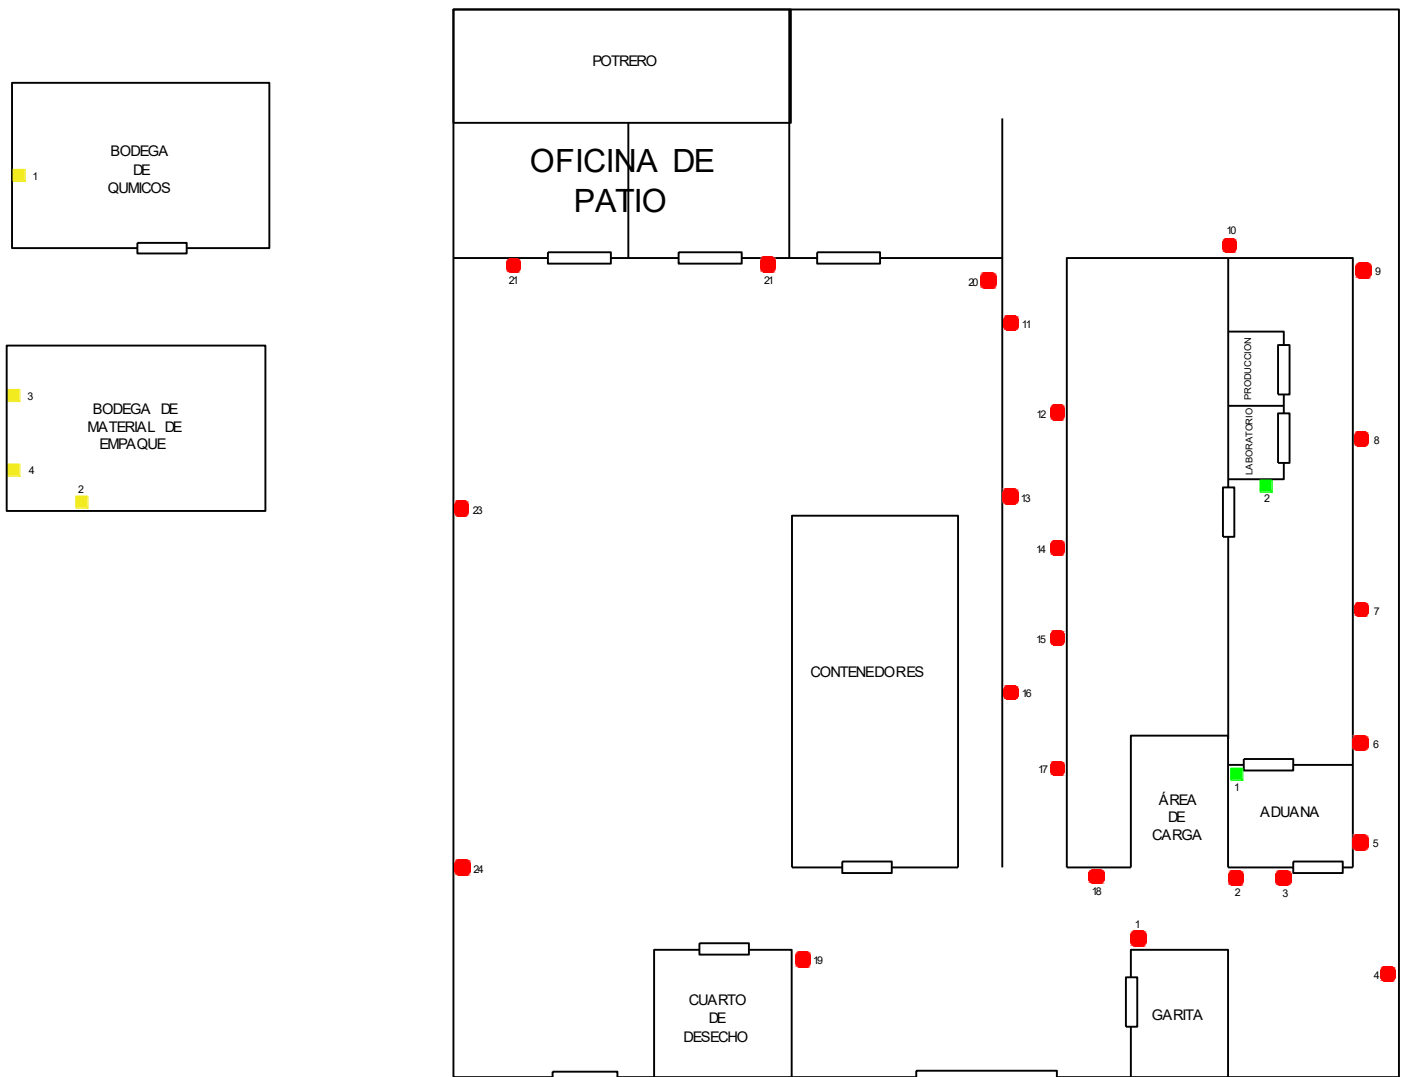 POTRERO
BODEGA
DE
QUMICOS
1
OFICINA DE
PATIO
10
9
21
21
20
11
PRODUCCION
3
BODEGA DE
MATERIAL DE
EMPAQUE
12
LABORATORIO
8
4
2
2
23
13
14
7
15
CONTENEDORES
16
6
17
1
ÁREA
DE
CARGA
ADUANA
5
24
18
2
3
1
19
4
CUARTO
DE
DESECHO
GARITA